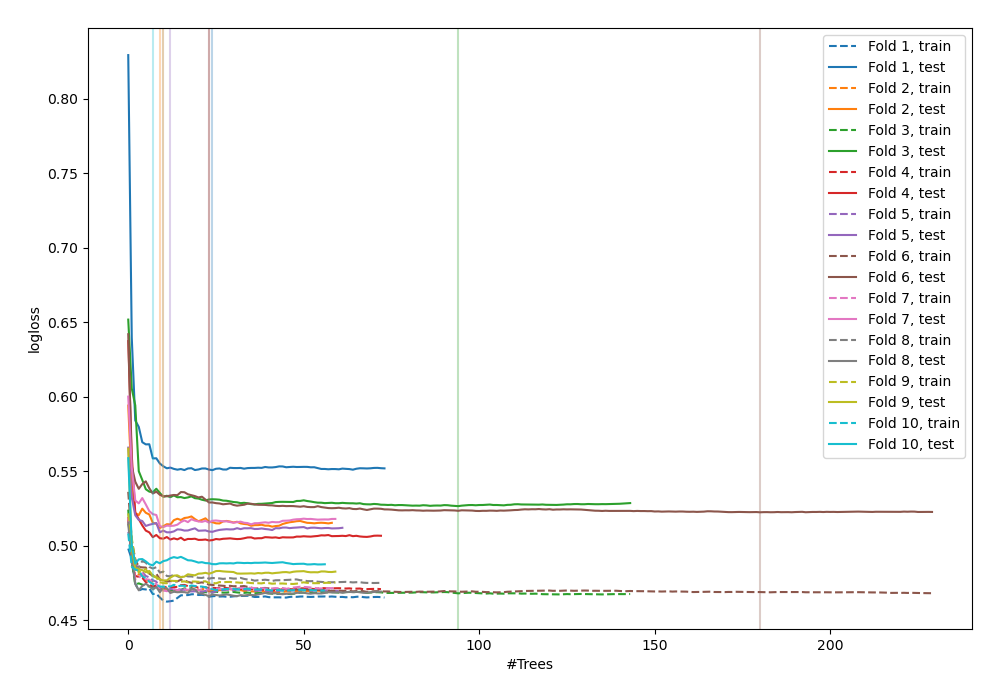 0.80
0.75
0.70
0.65
0.60
0.55
0.50
0.45
logloss
0
50
100
150
200
#Trees
Fold 1, train
Fold 1, test
Fold 2, train
Fold 2, test
Fold 3, train
Fold 3, test
Fold 4, train
Fold 4, test
Fold 5, train
Fold 5, test
Fold 6, train
Fold 6, test
Fold 7, train
Fold 7, test
Fold 8, train
Fold 8, test
Fold 9, train
Fold 9, test
Fold 10, train
Fold 10, test